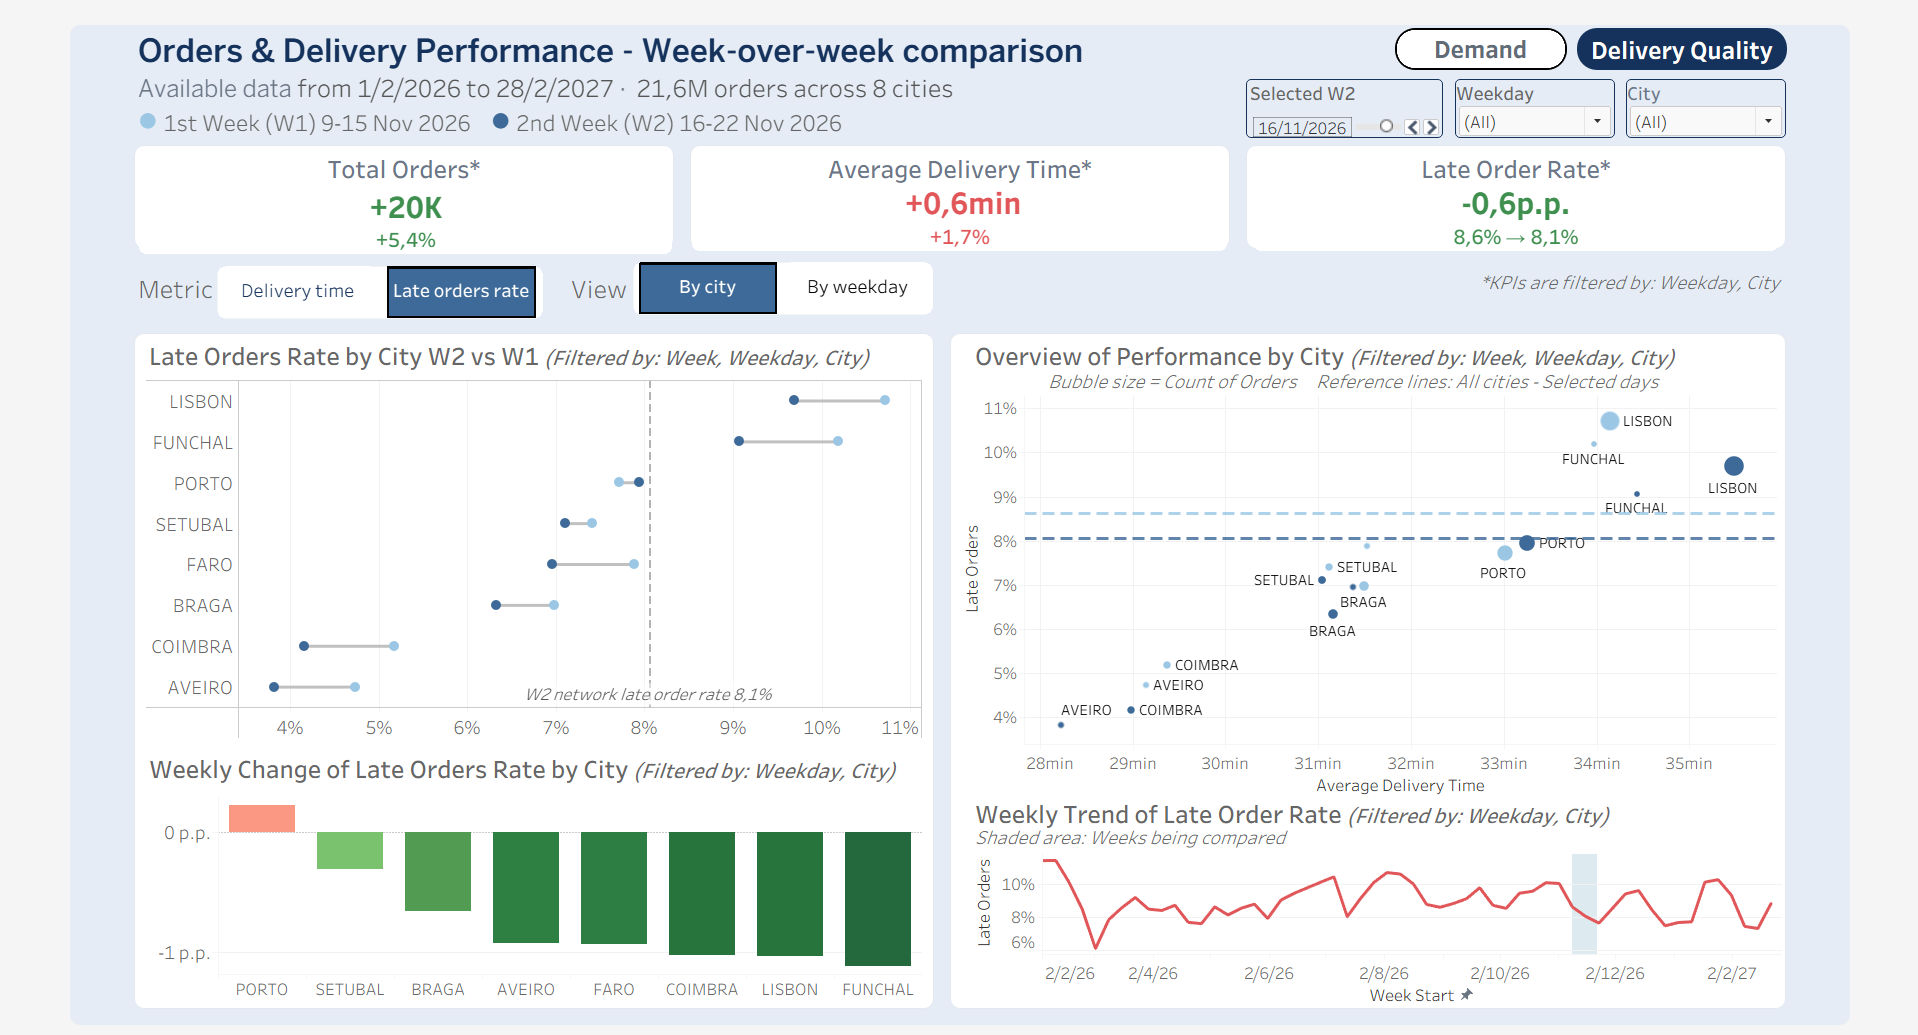 Orders & Delivery Performance - Week-over-week comparison
Demand
Delivery Quality
Available data from 1/2/2026 to 28/2/2027 · 21,6M orders across 8 cities
1st Week (W1) 9-15 Nov 2026
2nd Week (W2) 16-22 Nov 2026
Selected W2
16/11/2026
Weekday
(All)
City
(All)
Total Orders*
+20K
+5,4%
Average Delivery Time*
+0,6min
+1,7%
Late Order Rate*
-0,6p.p.
8,6% → 8,1%
Metric
Delivery time
Late orders rate
View
By city
By weekday
*KPIs are filtered by: Weekday, City
Late Orders Rate by City W2 vs W1 (Filtered by: Week, Weekday, City)
LISBON
FUNCHAL
PORTO
SETUBAL
FARO
BRAGA
COIMBRA
AVEIRO
W2 network late order rate 8,1%
4% 5% 6% 7% 8% 9% 10% 11%
Weekly Change of Late Orders Rate by City (Filtered by: Weekday, City)
0 p.p.
-1 p.p.
PORTO SETUBAL BRAGA AVEIRO FARO COIMBRA LISBON FUNCHAL
Overview of Performance by City (Filtered by: Week, Weekday, City)
Bubble size = Count of Orders Reference lines: All cities - Selected days
Late Orders
11%
10%
9%
8%
7%
6%
5%
4%
LISBON
FUNCHAL
LISBON
FUNCHAL
PORTO
PORTO
SETUBAL
SETUBAL
BRAGA
BRAGA
COIMBRA
AVEIRO
AVEIRO
COIMBRA
28min 29min 30min 31min 32min 33min 34min 35min
Average Delivery Time
Weekly Trend of Late Order Rate (Filtered by: Weekday, City)
Shaded area: Weeks being compared
Late Orders
10%
8%
6%
2/2/26 2/4/26 2/6/26 2/8/26 2/10/26 2/12/26 2/2/27
Week Start